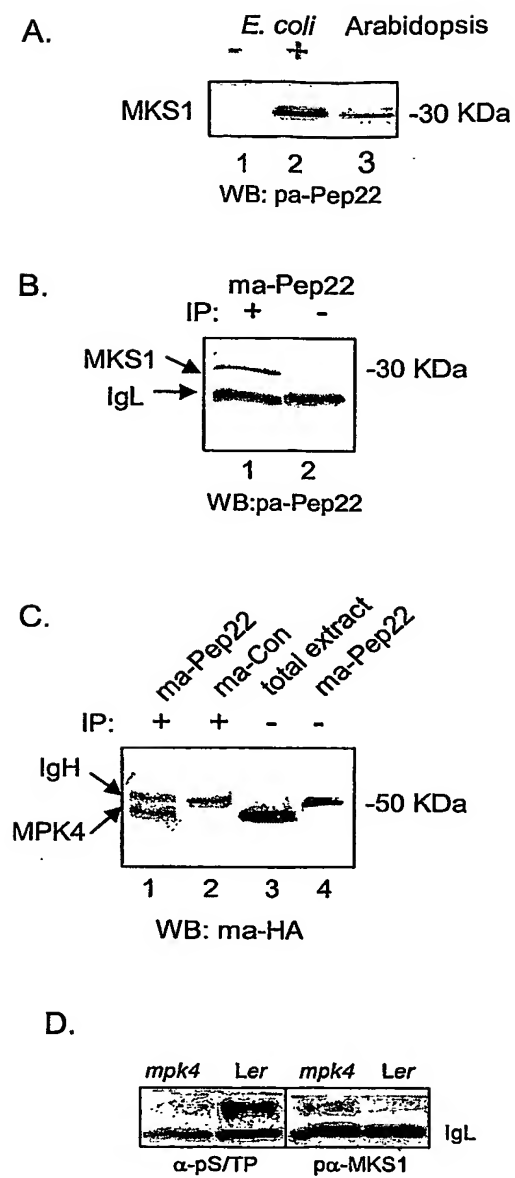 A.
E. coli Arabidopsis
- +
MKS1 -30 KDa
1 2 3
WB: pa-Pep22
B.
ma-Pep22
IP: + -
MKS1 -30 KDa
IgL
1 2
WB:pa-Pep22
C.
ma-Pep22 ma-Con total extract ma-Pep22
IP: + + - -
IgH
-50 KDa
MPK4
1 2 3 4
WB: ma-HA
D.
mpk4 Ler mpk4 Ler
IgL
α-pS/TP pα-MKS1